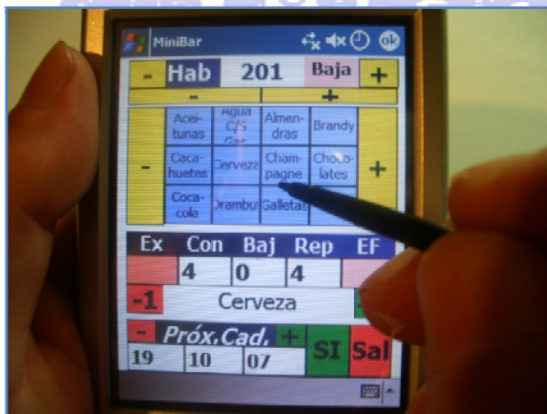 MiniBar ok
- Hab 201 Baja +
- +
Acei-
tunas
Agua
C/S
Gas
Almen-
dras
Brandy
- +
Caca-
huetes
Cerveza
Cham-
pagne
Choco-
lates
Coca-
cola
Drambui
Galletas
Ex Con Baj Rep EF
4 0 4
-1 Cerveza
- Próx.Cad. + SI Sal
19 10 07